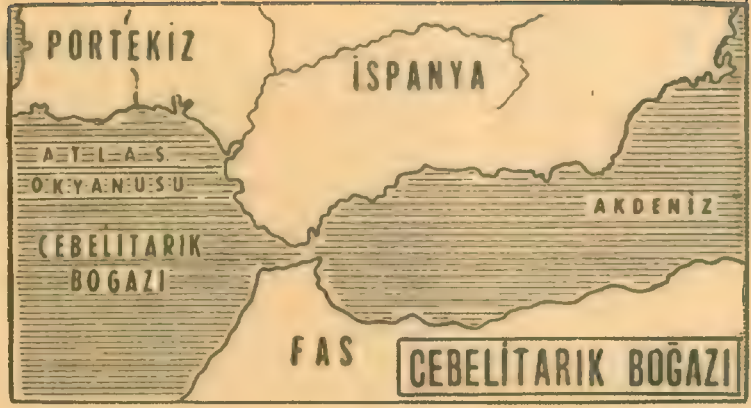 PORTEKİZ
İSPANYA
ATLAS
OKYANUSU
AKDENİZ
CEBELİTARIK
BOĞAZI
FAS
CEBELİTARIK BOĞAZI